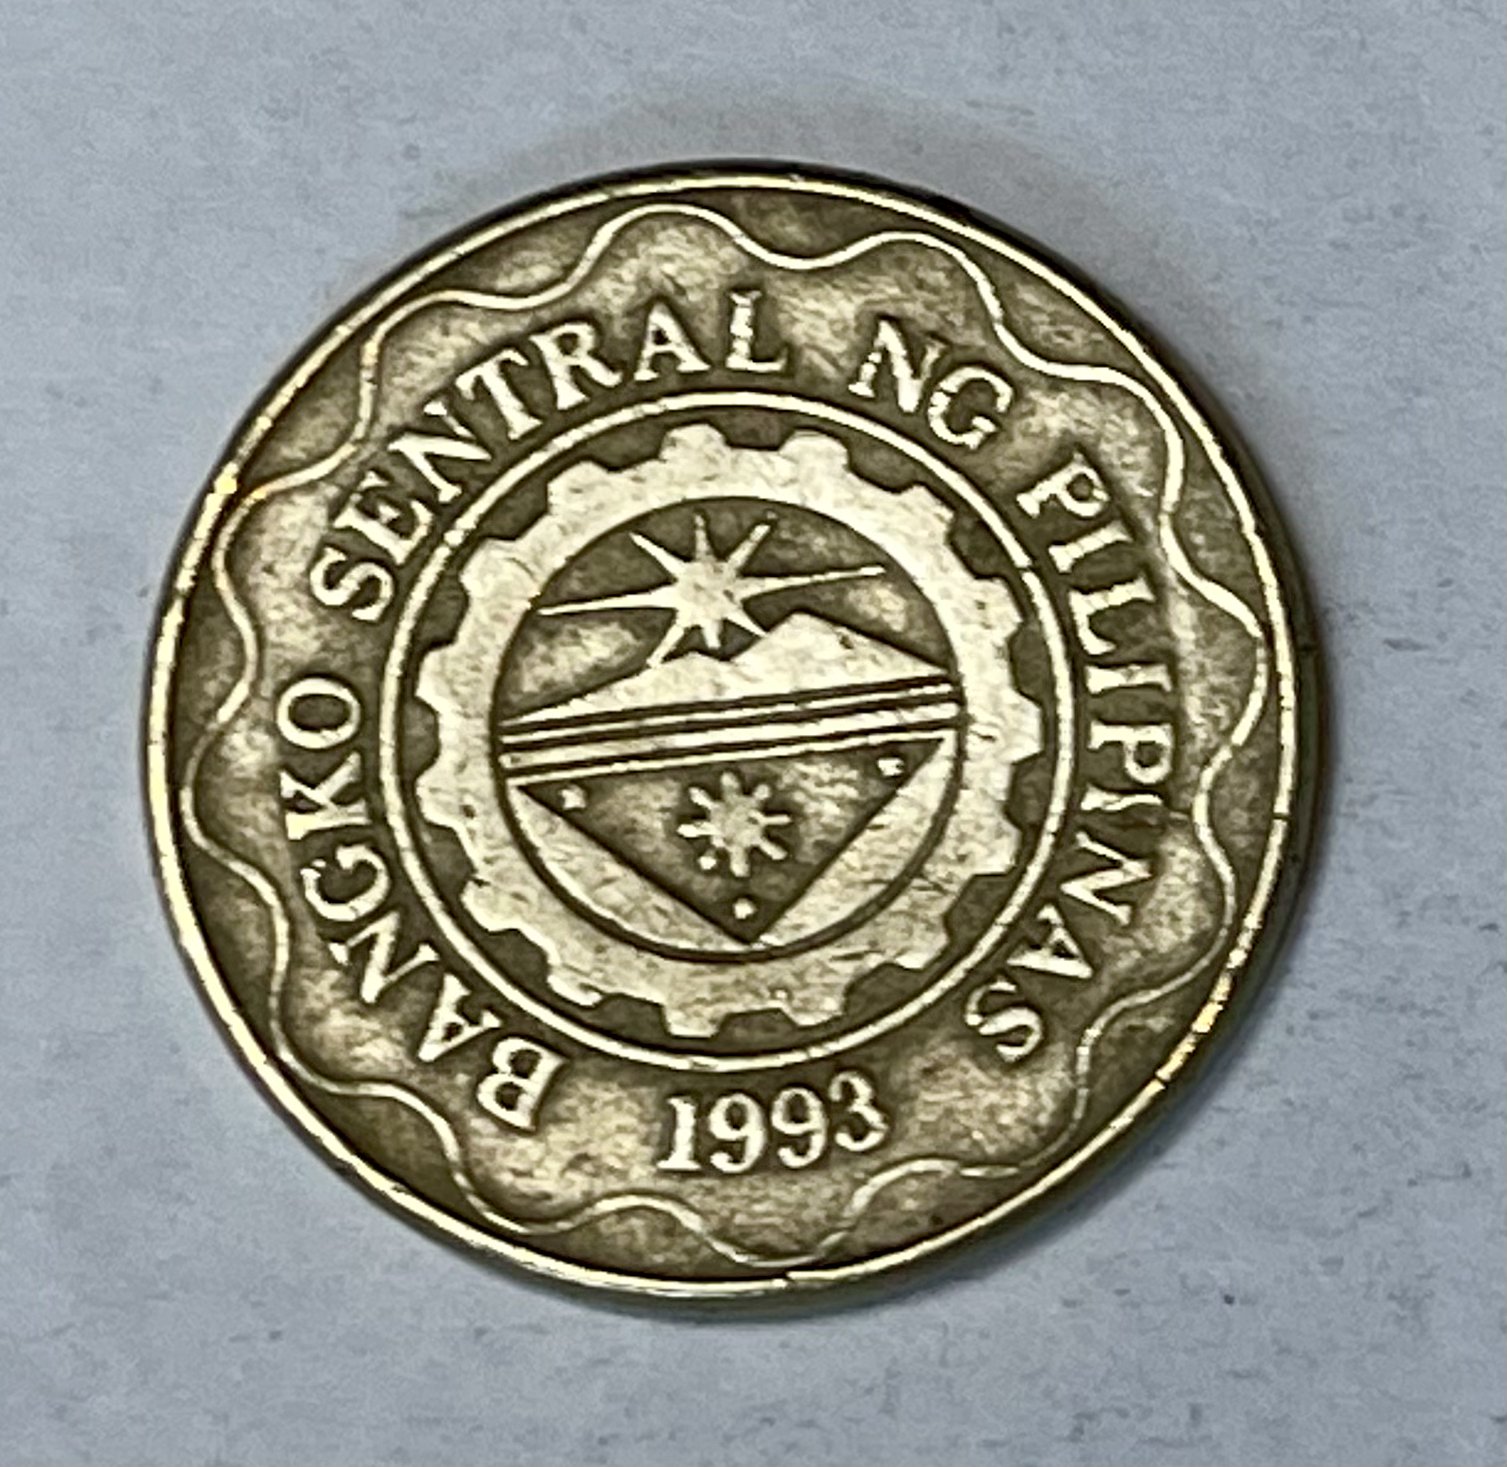 BANGKO SENTRAL NG PILIPINAS
1993